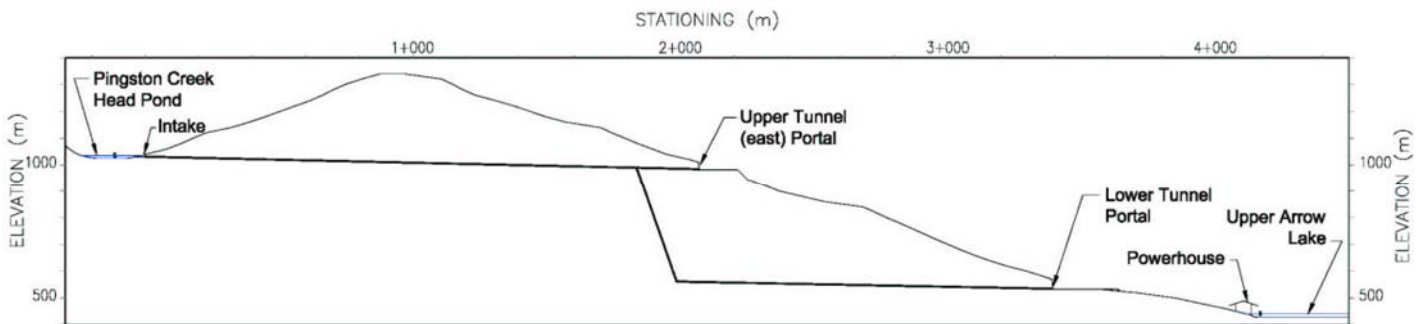 STATIONING (m)
1+000
2+000
3+000
4+000
Pingston Creek
Head Pond
Intake
Upper Tunnel
(east) Portal
ELEVATION (m)
1000
500
Lower Tunnel
Portal
Upper Arrow
Lake
Powerhouse
1000
500
ELEVATION (m)